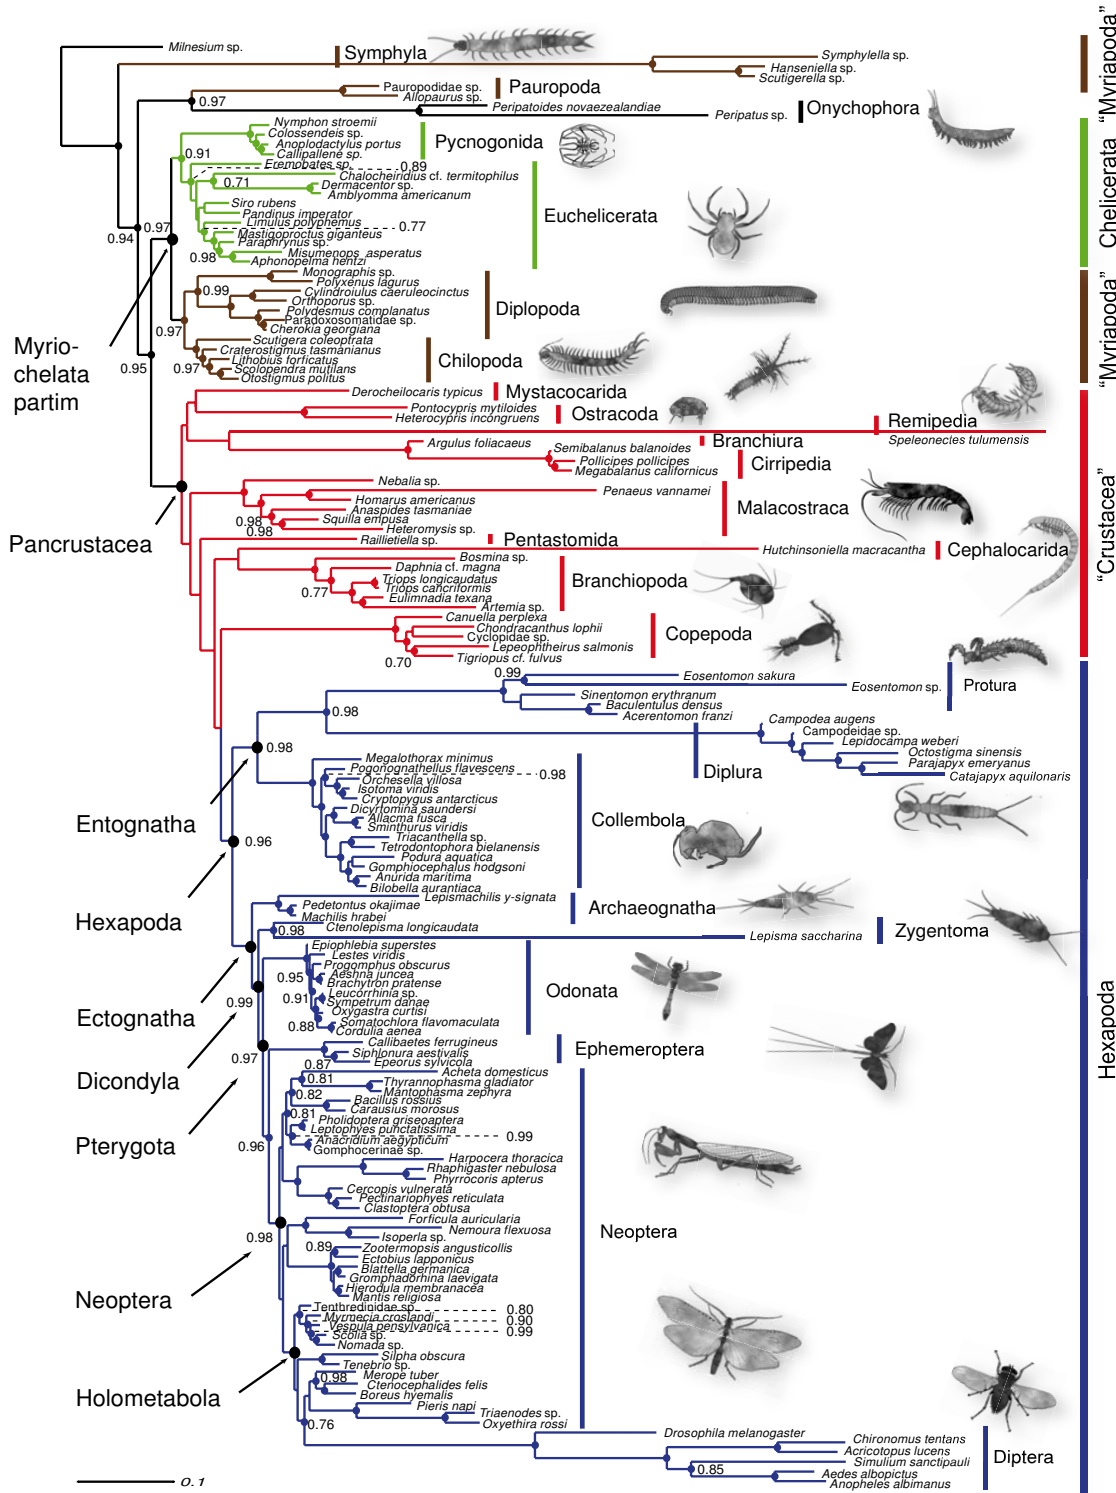 Milnesium sp.
Symphyla
Symphylella sp.
Hanseniella sp.
Scutigerella sp.
"Myriapoda"
Pauropodidae sp.
Allopaurus sp.
Pauropoda
0.97
Peripatoides novaezealandiae
Peripatus sp.
Onychophora
Nymphon stroemii
Colossendeis sp.
Anoplodactylus portus
Callipallene sp.
Pycnogonida
0.91
Eremobates sp.
0.89
Chalocheiridius cf. termitophilus
0.71
Dermacentor sp.
Amblyomma americanum
Siro rubens
Pandinus imperator
Limulus polyphemus
0.77
Mastigoproctus giganteus
Paraphrynus sp.
0.98
Misumenops asperatus
Aphonopelma hentzi
Euchelicerata
Chelicerata
0.94
0.97
Monographis sp.
Polyxenus lagurus
0.99
Cylindroiulus caeruleocinctus
Orthoporus sp.
Polydesmus complanatus
Paradoxosomatidae sp.
Cherokia georgiana
Diplopoda
0.97
Scutigera coleoptrata
Craterostigmus tasmanianus
Lithobius forficatus
0.97
Scolopendra mutilans
Otostigmus politus
Chilopoda
"Myriapoda"
Myrio-
chelata
partim
0.95
Derocheilocaris typicus
Mystacocarida
Pontocypris mytiloides
Heterocypris incongruens
Ostracoda
Remipedia
Speleonecles tulumensis
Argulus foliacaeus
Branchiura
Semibalanus balanoides
Pollicipes pollicipes
Megabalanus californicus
Cirripedia
Nebalia sp.
Penaeus vannamei
Homarus americanus
Anaspides tasmaniae
0.98
Squilla empusa
0.98
Heteromysis sp.
Malacostraca
Pancrustacea
Raillietiella sp.
Pentastomida
Hutchinsoniella macracantha
Cephalocarida
Bosmina sp.
Daphnia cf. magna
Triops longicaudatus
Triops cancriformis
0.77
Eulimnadia texana
Artemia sp.
Branchiopoda
"Crustacea"
Canuella perplexa
Chondracanthus lophii
Cyclopidae sp.
Lepeophtheirus salmonis
0.70
Tigriopus cf. fulvus
Copepoda
0.99
Eosentomon sakura
Eosentomon sp.
Sinentomon erythranum
Baculentulus densus
Acerentomon franzi
Protura
0.98
Campodea augens
Campodeidae sp.
Lepidocampa weberi
Octostigma sinensis
Parajapyx emeryanus
Catajapyx aquilonaris
Diplura
0.98
Megalothorax minimus
Pogonognathellus flavescens
0.98
Orchesella villosa
Isotoma viridis
Cryptopygus antarcticus
Dicyrtomina saundersi
Allacma fusca
Sminthurus viridis
Triacanthella sp.
Tetrodontophora bielanensis
Podura aquatica
Gomphiocephalus hodgsoni
Anurida maritima
Bilobella aurantiaca
Collembola
Entognatha
0.96
Hexapoda
Lepismachilis y-signata
Pedetontus okajimae
Machilis hrabei
Archaeognatha
Ctenolepisma longicaudata
0.98
Lepisma saccharina
Zygentoma
Epiophlebia superstes
Lestes viridis
Progomphus obscurus
0.95
Aeshna juncea
Brachytron pratense
0.91
Leucorrhinia sp.
Sympetrum danae
Oxygastra curtisi
0.88
Somatochlora flavomaculata
Cordulia aenea
Odonata
0.99
Ectognatha
Hexapoda
Callibaetes ferrugineus
Siphlonura aestivalis
Epeorus sylvicola
Ephemeroptera
0.97
Dicondyla
0.87
Acheta domesticus
0.81
Thyrannophasma gladiator
Mantophasma zephyra
0.82
Bacillus rossius
Carausius morosus
0.81
Pholidoptera griseoaptera
Leptophyes punctatissima
0.99
Anacridium aegypticum
Gomphocerinae sp.
0.96
Pterygota
Harpocera thoracica
Rhaphigaster nebulosa
Phyrrocoris apterus
Cercopis vulnerata
Pectinariophyes reticulata
Clastoptera obtusa
Neoptera
0.98
Forficula auricularia
Nemoura flexuosa
Isoperla sp.
0.89
Zootermopsis angusticollis
Ectobius lapponicus
Blattella germanica
Gromphadorhina laevigata
Hierodula membranacea
Mantis religiosa
Neoptera
Tenthredinidae sp.
0.80
Myrmecia croslandi
0.90
Vespula pensylvanica
0.99
Scolia sp.
Nomada sp.
Silpha obscura
Tenebrio sp.
Holometabola
Merope tuber
0.98
Ctenocephalides felis
Boreus hyemalis
Pieris napi
Triaenodes sp.
Oxyethira rossi
0.76
Drosophila melanogaster
Chironomus tentans
Acricotopus lucens
Simulium sanctipauli
0.85
Aedes albopictus
Anopheles albimanus
Diptera
0.1